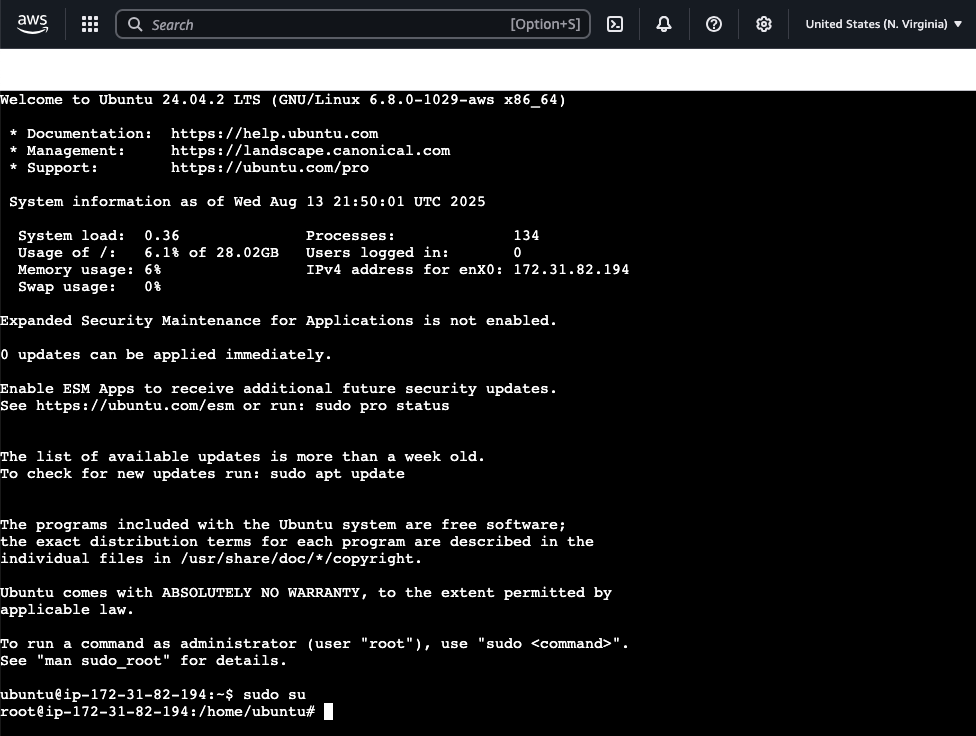 aws
Search [Option+S] United States (N. Virginia)
Welcome to Ubuntu 24.04.2 LTS (GNU/Linux 6.8.0-1029-aws x86_64)
* Documentation: https://help.ubuntu.com
* Management: https://landscape.canonical.com
* Support: https://ubuntu.com/pro
System information as of Wed Aug 13 21:50:01 UTC 2025
System load: 0.36 Processes: 134
Usage of /: 6.1% of 28.02GB Users logged in: 0
Memory usage: 6% IPv4 address for enX0: 172.31.82.194
Swap usage: 0%
Expanded Security Maintenance for Applications is not enabled.
0 updates can be applied immediately.
Enable ESM Apps to receive additional future security updates.
See https://ubuntu.com/esm or run: sudo pro status
The list of available updates is more than a week old.
To check for new updates run: sudo apt update
The programs included with the Ubuntu system are free software;
the exact distribution terms for each program are described in the
individual files in /usr/share/doc/*/copyright.
Ubuntu comes with ABSOLUTELY NO WARRANTY, to the extent permitted by
applicable law.
To run a command as administrator (user "root"), use "sudo <command>".
See "man sudo_root" for details.
ubuntu@ip-172-31-82-194:~$ sudo su
root@ip-172-31-82-194:/home/ubuntu#